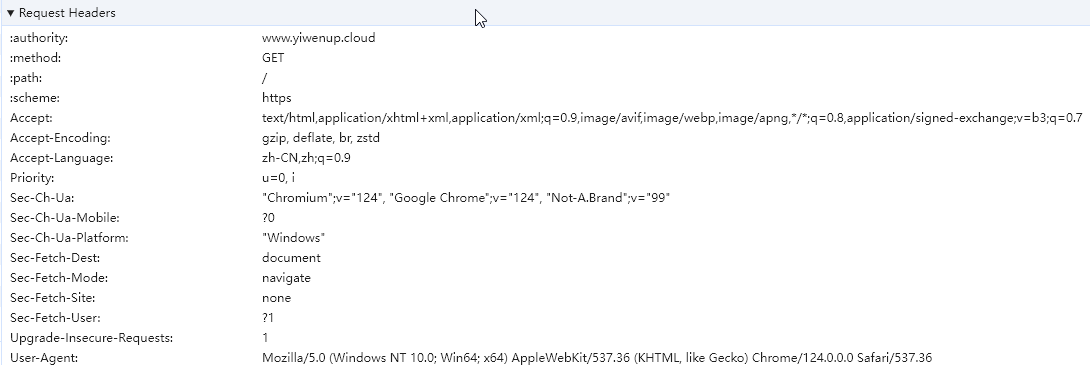 ▼ Request Headers
:authority: www.yiwenup.cloud
:method: GET
:path: /
:scheme: https
Accept: text/html,application/xhtml+xml,application/xml;q=0.9,image/avif,image/webp,image/apng,*/*;q=0.8,application/signed-exchange;v=b3;q=0.7
Accept-Encoding: gzip, deflate, br, zstd
Accept-Language: zh-CN,zh;q=0.9
Priority: u=0, i
Sec-Ch-Ua: "Chromium";v="124", "Google Chrome";v="124", "Not-A.Brand";v="99"
Sec-Ch-Ua-Mobile: ?0
Sec-Ch-Ua-Platform: "Windows"
Sec-Fetch-Dest: document
Sec-Fetch-Mode: navigate
Sec-Fetch-Site: none
Sec-Fetch-User: ?1
Upgrade-Insecure-Requests: 1
User-Agent: Mozilla/5.0 (Windows NT 10.0; Win64; x64) AppleWebKit/537.36 (KHTML, like Gecko) Chrome/124.0.0.0 Safari/537.36